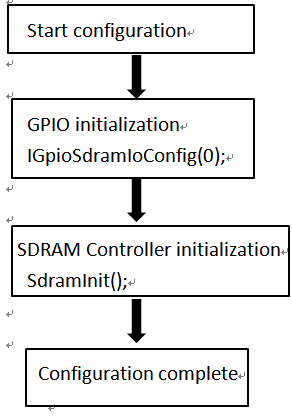 Start configuration
GPIO initialization
IGpioSdramIoConfig(0);
SDRAM Controller initialization
SdramInit();
Configuration complete